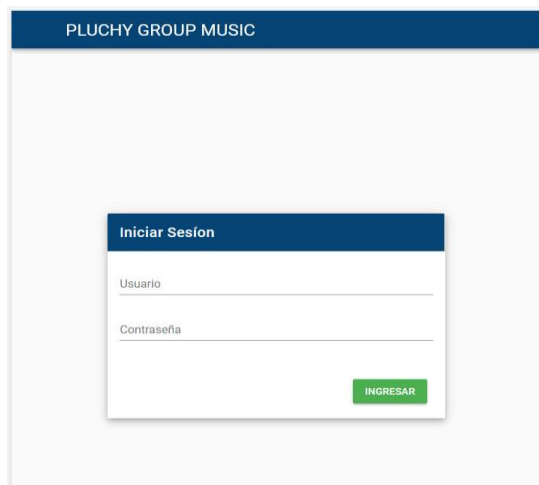 PLUCHY GROUP MUSIC
Iniciar Sesíon
Usuario
Contraseña
INGRESAR